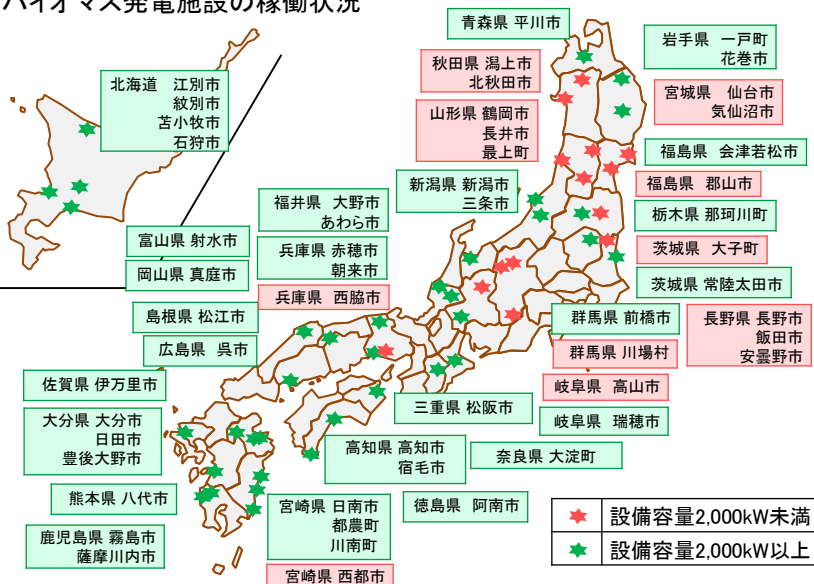 バイオマス発電施設の稼働状況
青森県 平川市
岩手県 一戸町
花巻市
秋田県 潟上市
北秋田市
宮城県 仙台市
気仙沼市
北海道 江別市
紋別市
苫小牧市
石狩市
山形県 鶴岡市
長井市
最上町
福島県 会津若松市
福島県 郡山市
新潟県 新潟市
三条市
福井県 大野市
あわら市
栃木県 那珂川町
富山県 射水市
兵庫県 赤穂市
朝来市
茨城県 大子町
岡山県 真庭市
茨城県 常陸太田市
兵庫県 西脇市
島根県 松江市
群馬県 前橋市
長野県 長野市
飯田市
安曇野市
広島県 呉市
群馬県 川場村
佐賀県 伊万里市
岐阜県 高山市
三重県 松阪市
岐阜県 瑞穂市
大分県 大分市
日田市
豊後大野市
高知県 高知市
宿毛市
奈良県 大淀町
熊本県 八代市
宮崎県 日南市
都農町
川南町
徳島県 阿南市
鹿児島県 霧島市
薩摩川内市
宮崎県 西都市
設備容量2,000kW未満
設備容量2,000kW以上